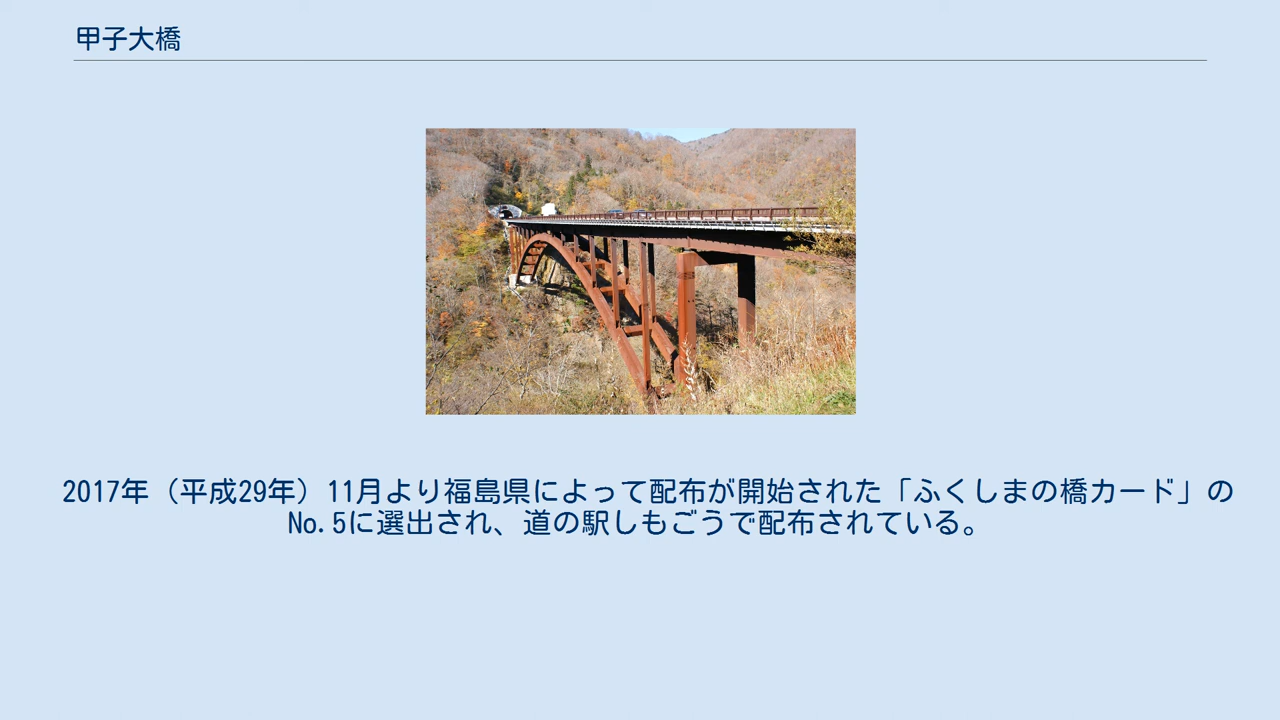 甲子大橋
2017年（平成29年）11月より福島県によって配布が開始された「ふくしまの橋カード」の
No.5に選出され、道の駅しもごうで配布されている。